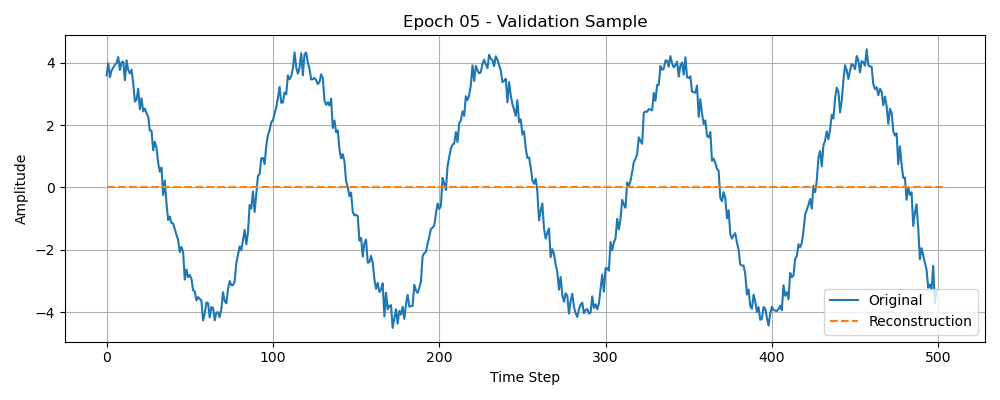 Epoch 05 - Validation Sample
4
2
0
−2
−4
Amplitude
0 100 200 300 400 500
Time Step
Original
Reconstruction